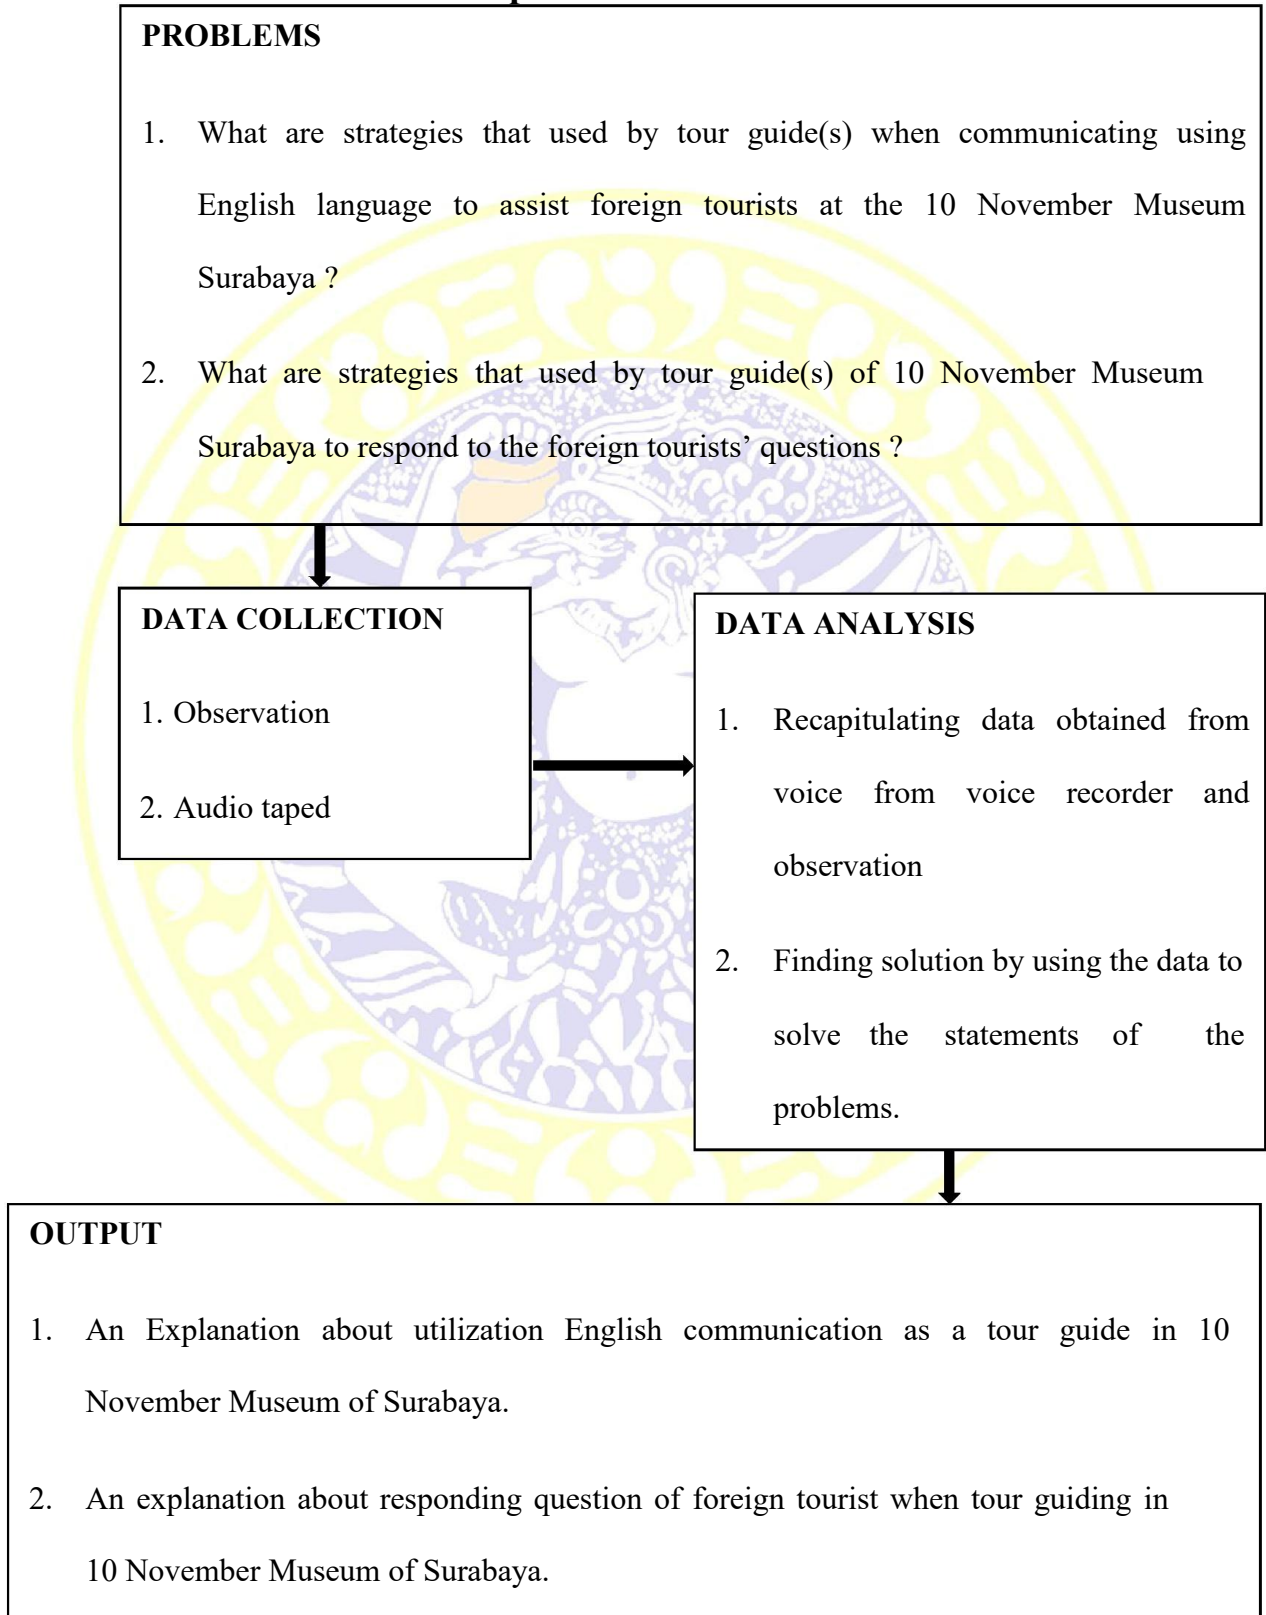 PROBLEMS
1. What are strategies that used by tour guide(s) when communicating using
English language to assist foreign tourists at the 10 November Museum
Surabaya ?
2. What are strategies that used by tour guide(s) of 10 November Museum
Surabaya to respond to the foreign tourists’ questions ?
DATA COLLECTION
1. Observation
2. Audio taped
DATA ANALYSIS
1. Recapitulating data obtained from
voice from voice recorder and
observation
2. Finding solution by using the data to
solve the statements of the
problems.
OUTPUT
1. An Explanation about utilization English communication as a tour guide in 10
November Museum of Surabaya.
2. An explanation about responding question of foreign tourist when tour guiding in
10 November Museum of Surabaya.